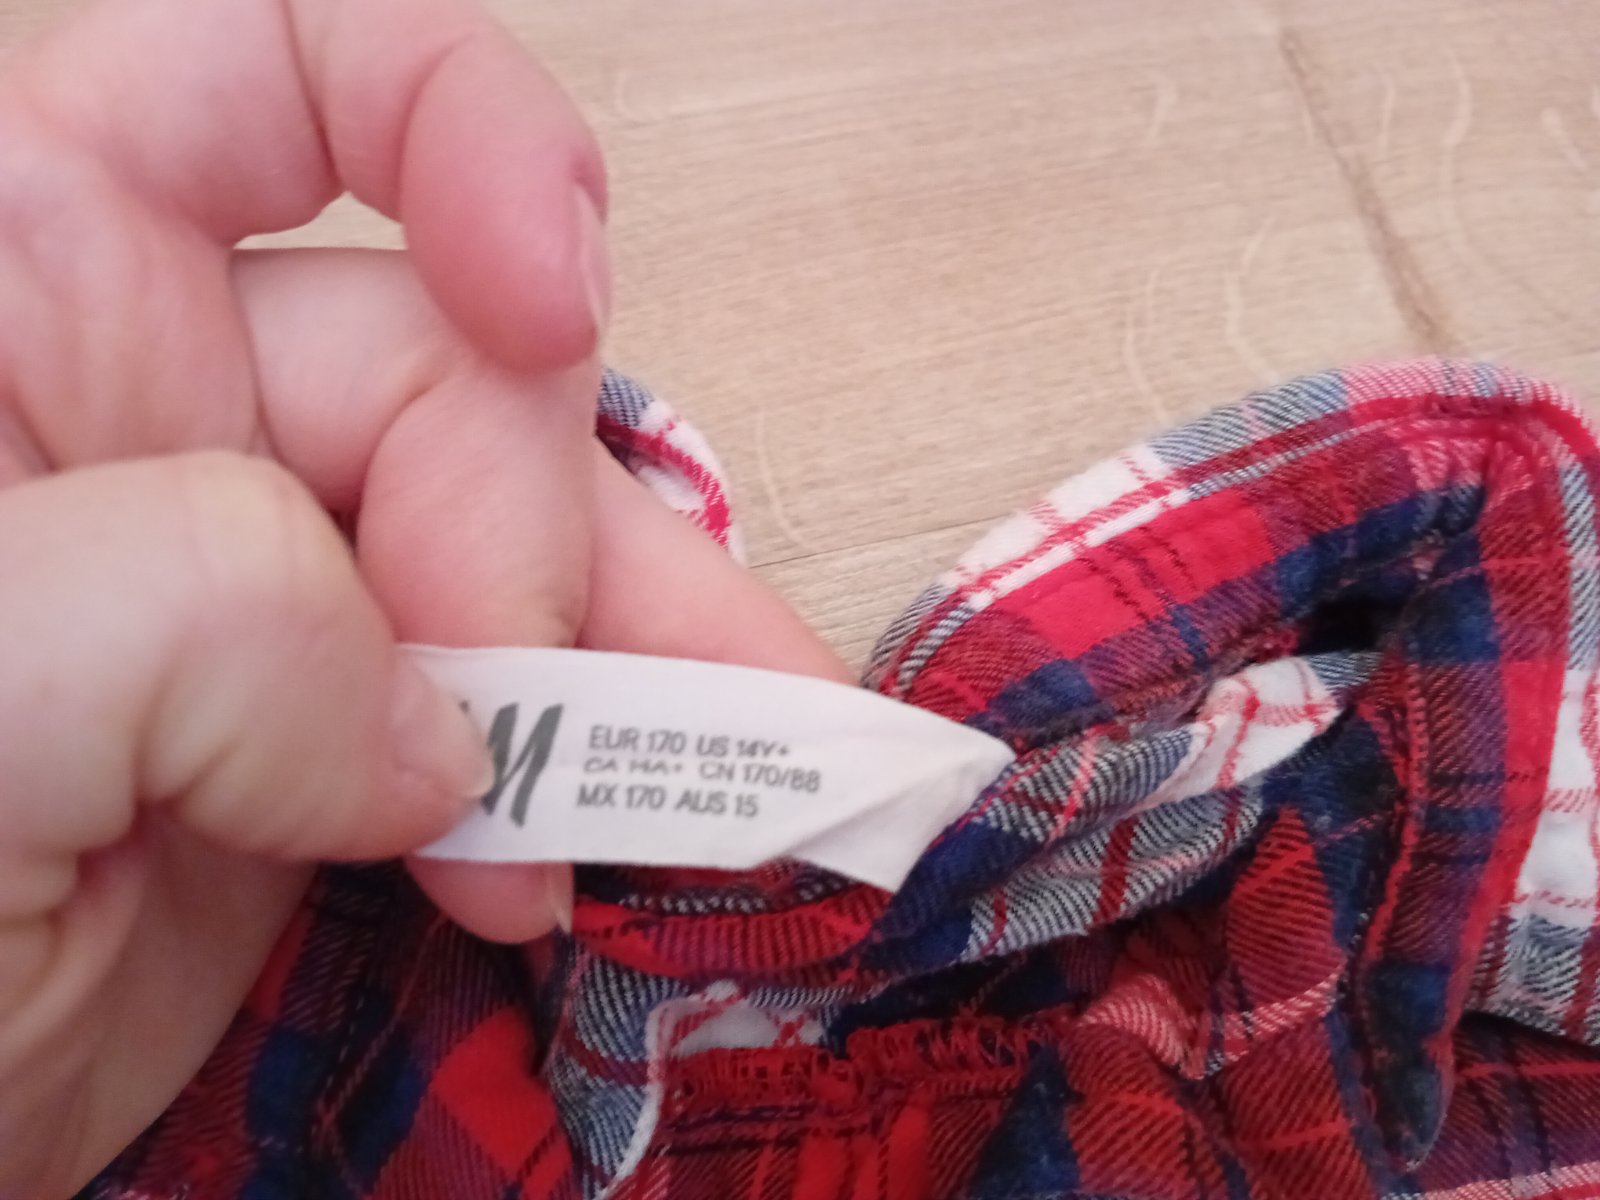 M
EUR 170 US 14Y+
CA 14A+ CN 170/88
MX 170 AUS 15